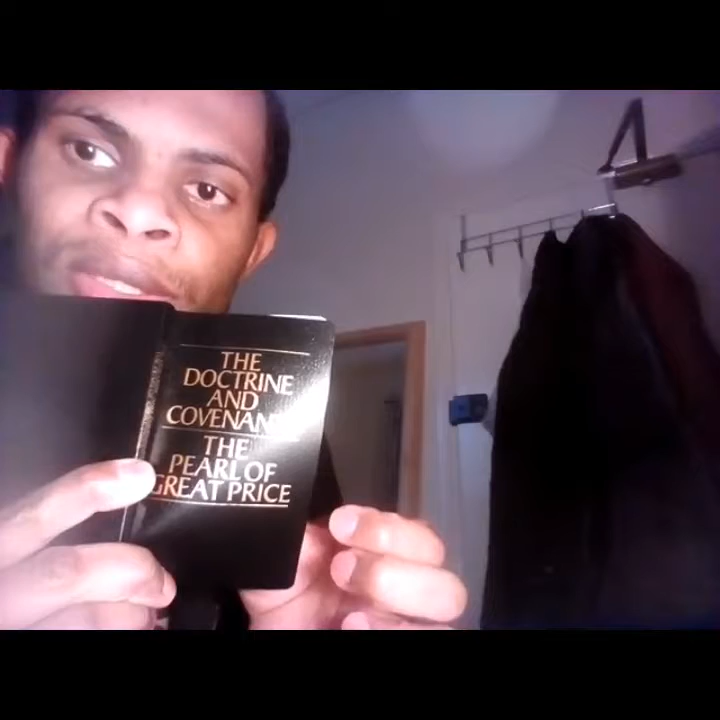 THE
DOCTRINE
AND
COVENAN
THE
PEARL OF
GREAT PRICE